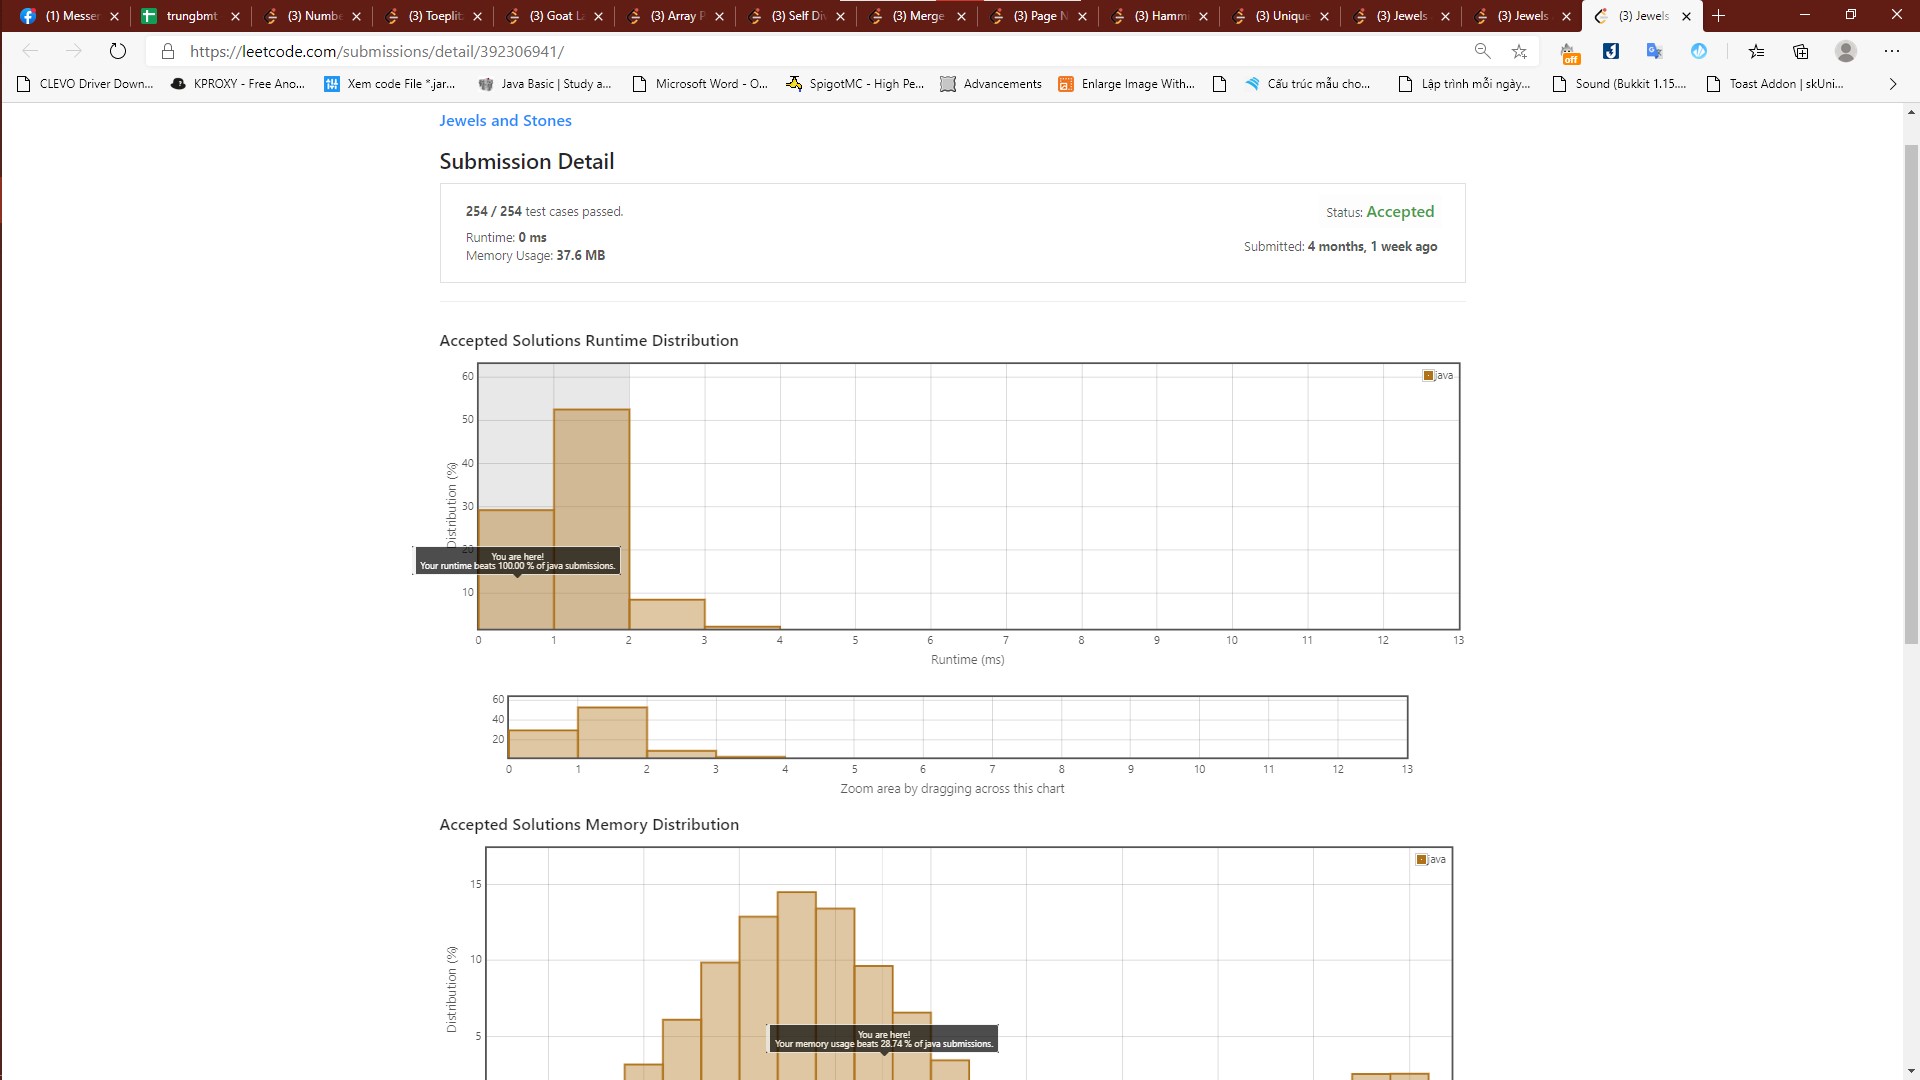 (1) Messe
trungbmt
(3) Numbe
(3) Toeplit
(3) Goat L
(3) Array P
(3) Self Di
(3) Merge
(3) Page N
(3) Hamm
(3) Unique
(3) Jewels
(3) Jewels
(3) Jewels
https://leetcode.com/submissions/detail/392306941/
off
CLEVO Driver Down...
KPROXY - Free Ano...
Xem code File *.jar...
Java Basic | Study a...
Microsoft Word - O...
SpigotMC - High Pe...
Advancements
Enlarge Image With...
Cấu trúc mẫu cho...
Lập trình mỗi ngày...
Sound (Bukkit 1.15....
Toast Addon | skUni...
Jewels and Stones
Submission Detail
254 / 254 test cases passed.
Status: Accepted
Runtime: 0 ms
Memory Usage: 37.6 MB
Submitted: 4 months, 1 week ago
Accepted Solutions Runtime Distribution
60
50
40
30
20
10
Distribution (%)
java
You are here!
Your runtime beats 100.00 % of java submissions.
0 1 2 3 4 5 6 7 8 9 10 11 12 13
Runtime (ms)
60
40
20
0 1 2 3 4 5 6 7 8 9 10 11 12 13
Zoom area by dragging across this chart
Accepted Solutions Memory Distribution
15
10
5
Distribution (%)
java
You are here!
Your memory usage beats 28.74 % of java submissions.